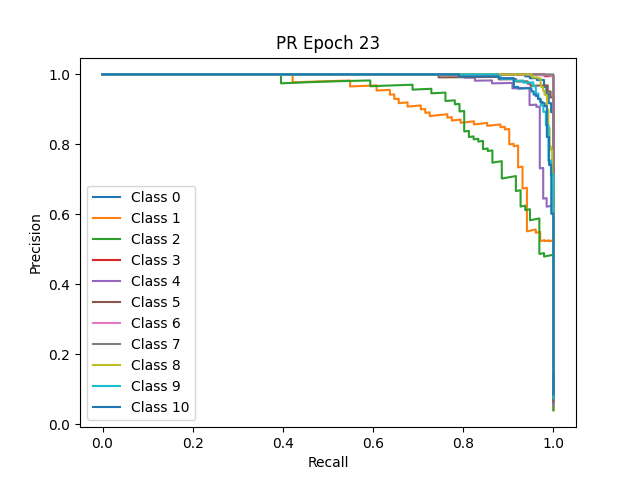 PR Epoch 23
1.0
0.8
0.6
0.4
0.2
0.0
Precision
Class 0
Class 1
Class 2
Class 3
Class 4
Class 5
Class 6
Class 7
Class 8
Class 9
Class 10
0.0 0.2 0.4 0.6 0.8 1.0
Recall